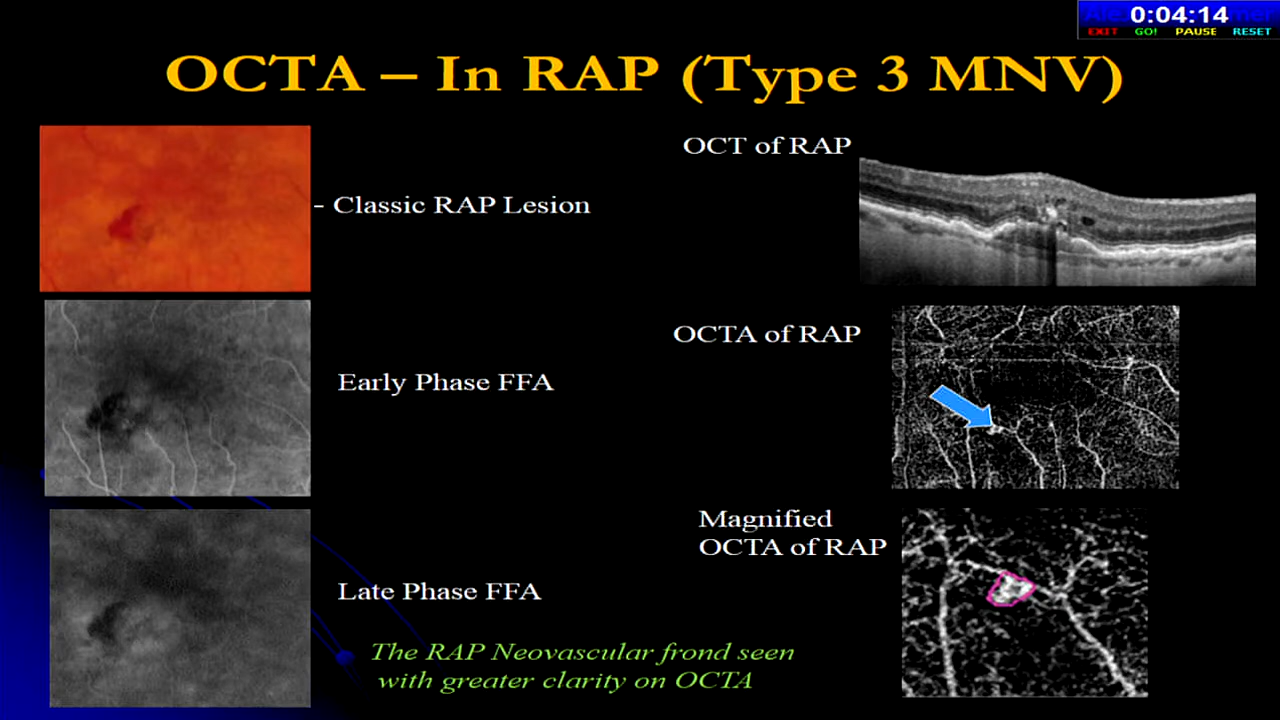 0:04:14
EXIT GO! PAUSE RESET
OCTA – In RAP (Type 3 MNV)
OCT of RAP
- Classic RAP Lesion
OCTA of RAP
Early Phase FFA
Magnified
OCTA of RAP
Late Phase FFA
The RAP Neovascular frond seen
with greater clarity on OCTA